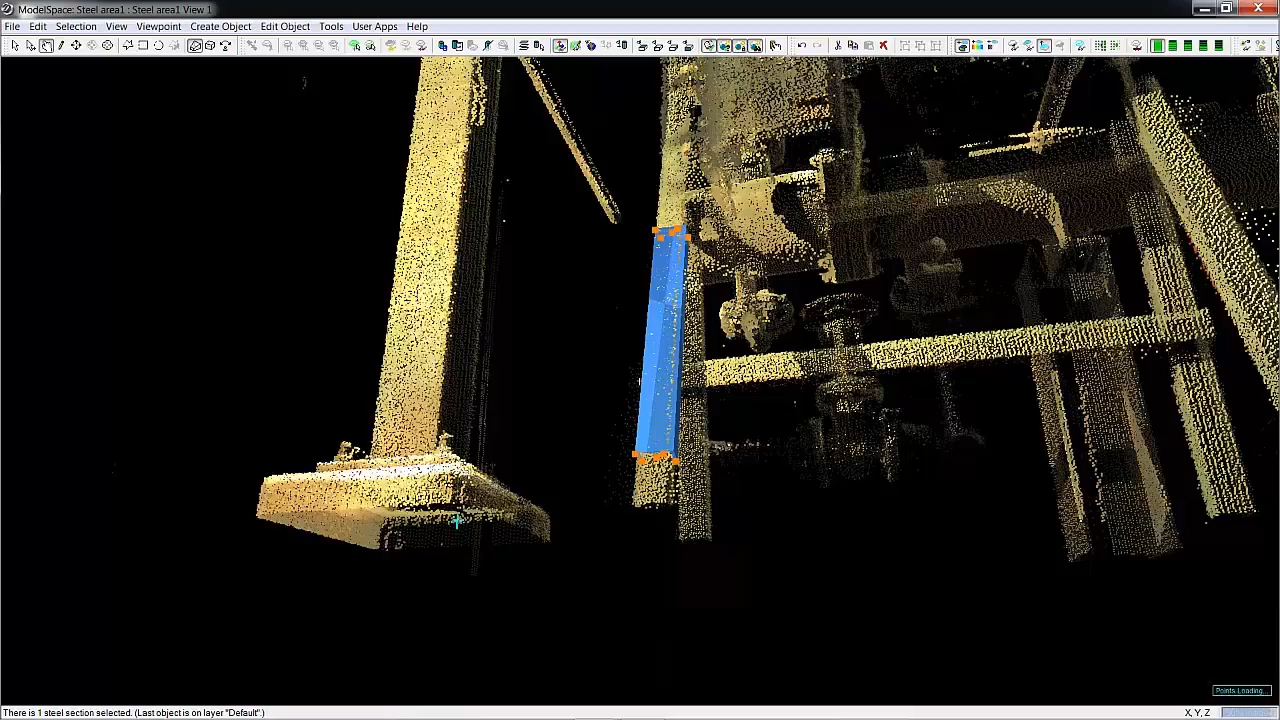 ModelSpace: Steel area1 : Steel area1 View 1
File Edit Selection View Viewpoint Create Object Edit Object Tools User Apps Help
Points Loading...
There is 1 steel section selected. (Last object is on layer "Default".)
X, Y, Z